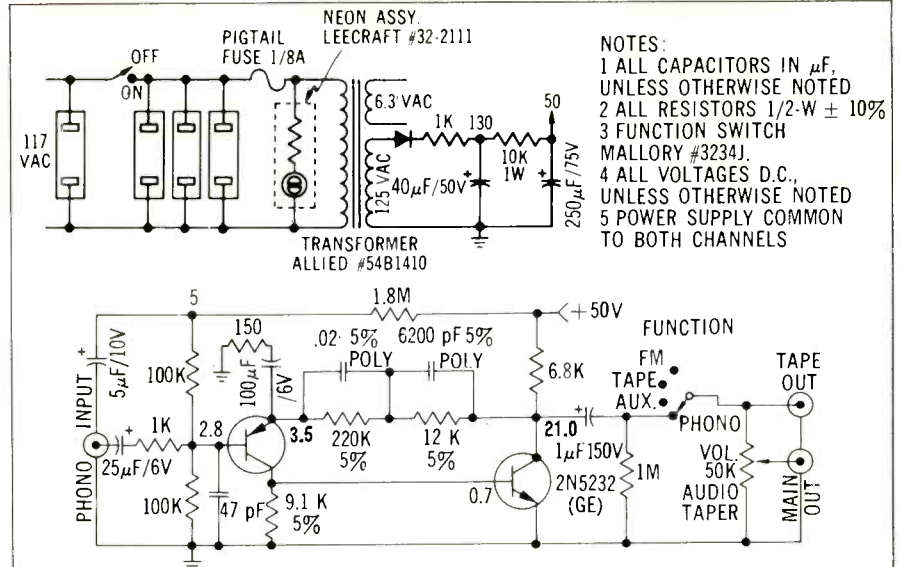 NEON ASSY.
LEECRAFT #32-2111
PIGTAIL
FUSE 1/8A
OFF
ON
117
VAC
6.3 VAC
125 VAC
1K
130
50
10K
1W
40µF/50V
250µF/75V
TRANSFORMER
ALLIED #54B1410
NOTES:
1 ALL CAPACITORS IN µF,
UNLESS OTHERWISE NOTED
2 ALL RESISTORS 1/2-W ± 10%
3 FUNCTION SWITCH
MALLORY #3234J.
4 ALL VOLTAGES D.C.,
UNLESS OTHERWISE NOTED
5 POWER SUPPLY COMMON
TO BOTH CHANNELS
5
1.8M
+50V
150
.02 5%
POLY
6200 pF 5%
POLY
100µF
/6V
5µF/10V
INPUT
PHONO
100K
1K
25µF/6V
2.8
3.5
220K
5%
12 K
5%
6.8K
21.0
1µF150V
2N5232
(GE)
0.7
100K
47 pF
9.1 K
5%
1M
FUNCTION
FM
TAPE
AUX.
PHONO
TAPE
OUT
VOL.
50K
AUDIO
TAPER
MAIN
OUT